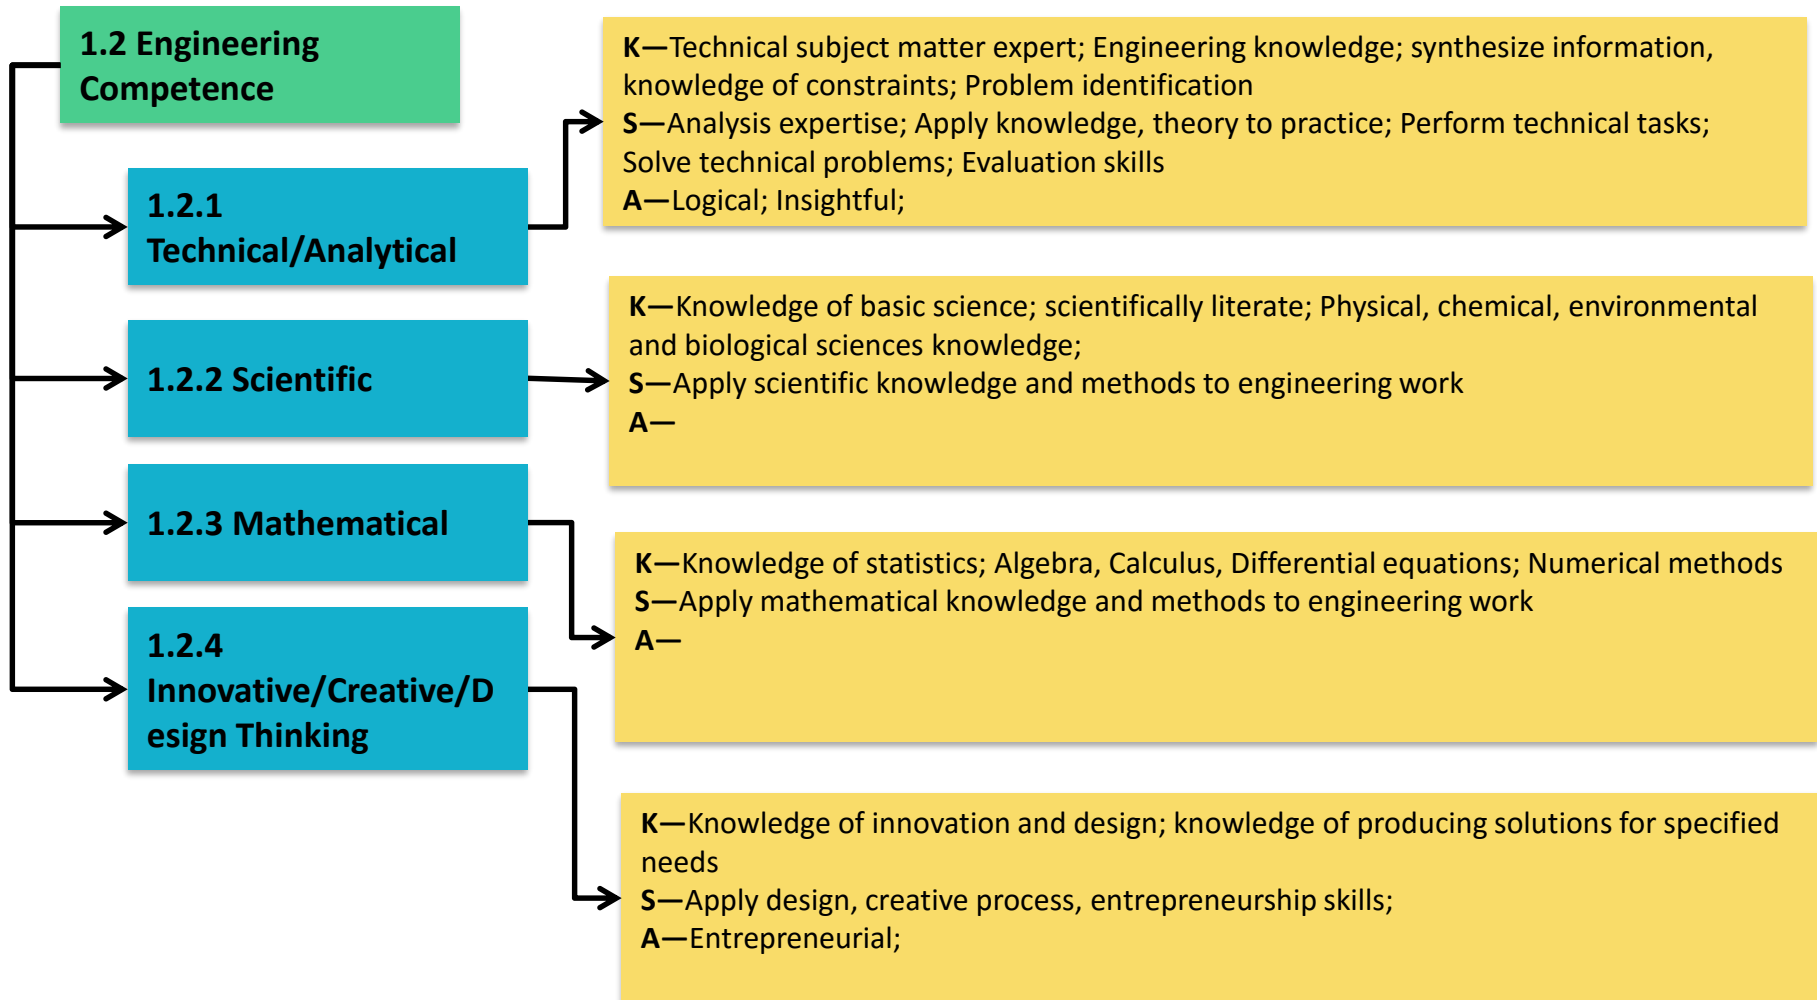 1.2 Engineering
Competence
K—Technical subject matter expert; Engineering knowledge; synthesize information,
knowledge of constraints; Problem identification
S—Analysis expertise; Apply knowledge, theory to practice; Perform technical tasks;
Solve technical problems; Evaluation skills
A—Logical; Insightful;
1.2.1
Technical/Analytical
K—Knowledge of basic science; scientifically literate; Physical, chemical, environmental
and biological sciences knowledge;
S—Apply scientific knowledge and methods to engineering work
A—
1.2.2 Scientific
1.2.3 Mathematical
K—Knowledge of statistics; Algebra, Calculus, Differential equations; Numerical methods
S—Apply mathematical knowledge and methods to engineering work
A—
1.2.4
Innovative/Creative/D
esign Thinking
K—Knowledge of innovation and design; knowledge of producing solutions for specified
needs
S—Apply design, creative process, entrepreneurship skills;
A—Entrepreneurial;